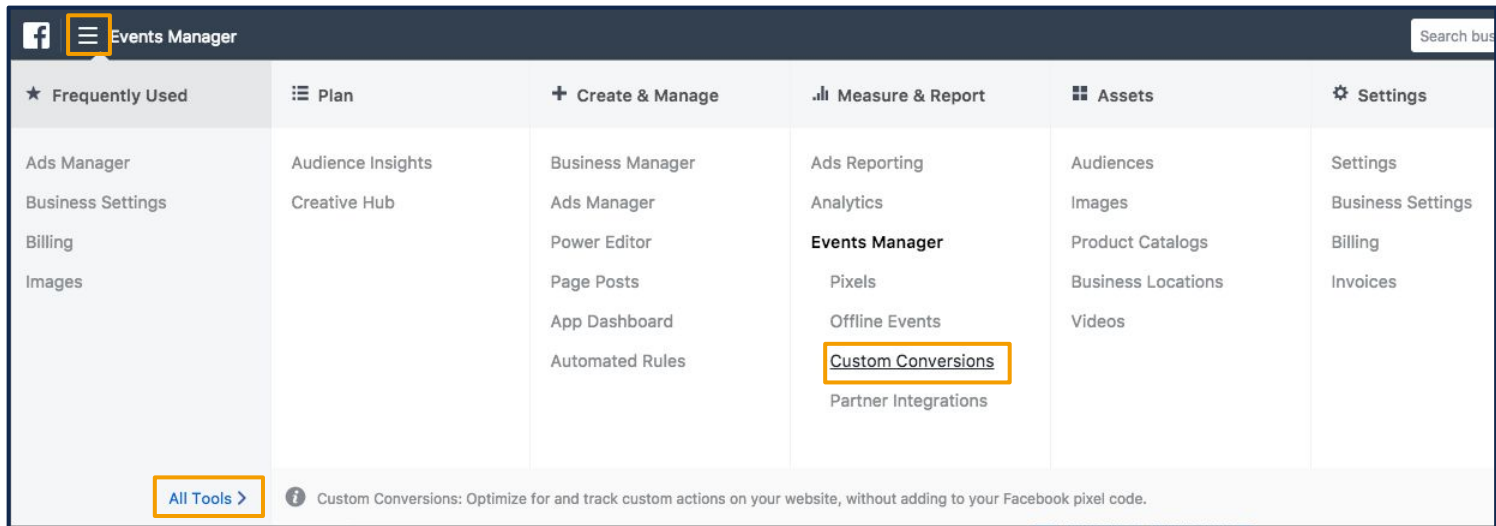 Events Manager
Search bus
Frequently Used
Plan
Create & Manage
Measure & Report
Assets
Settings
Ads Manager
Business Settings
Billing
Images
Audience Insights
Creative Hub
Business Manager
Ads Manager
Power Editor
Page Posts
App Dashboard
Automated Rules
Ads Reporting
Analytics
Events Manager
Pixels
Offline Events
Custom Conversions
Partner Integrations
Audiences
Images
Product Catalogs
Business Locations
Videos
Settings
Business Settings
Billing
Invoices
All Tools >
Custom Conversions: Optimize for and track custom actions on your website, without adding to your Facebook pixel code.